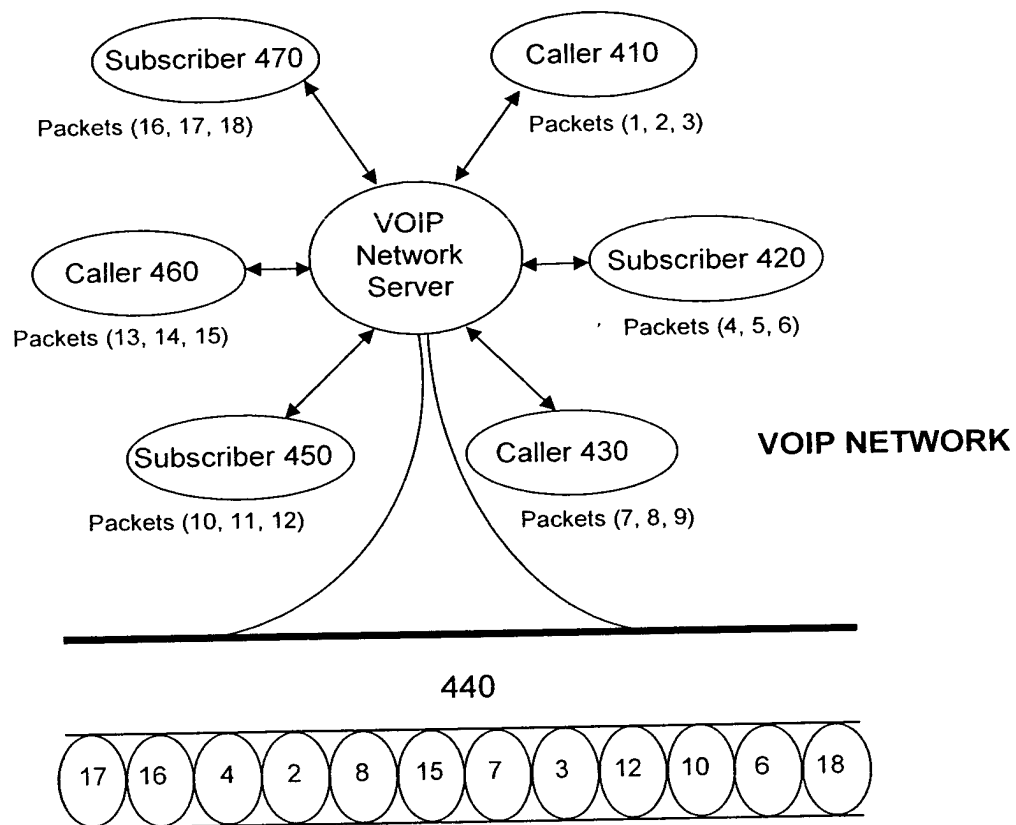 Subscriber 470
Caller 410
Packets (16, 17, 18)
Packets (1, 2, 3)
VOIP
Network
Server
Caller 460
Subscriber 420
Packets (13, 14, 15)
Packets (4, 5, 6)
Subscriber 450
Caller 430
VOIP NETWORK
Packets (10, 11, 12)
Packets (7, 8, 9)
440
17 16 4 2 8 15 7 3 12 10 6 18